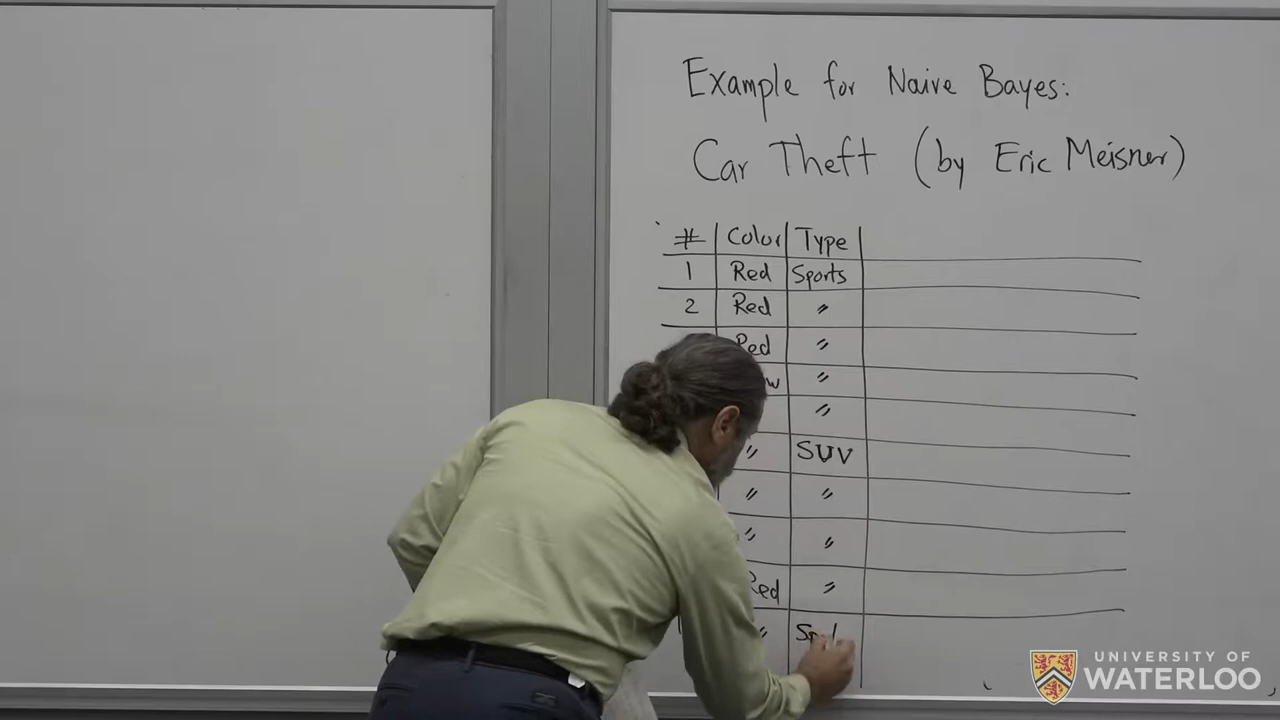 Example for Naive Bayes:
Car Theft (by Eric Meisner)
# Color Type
1 Red Sports
2 Red "
Red "
"
"
" SUV
" "
" "
Red "
"
UNIVERSITY OF
WATERLOO